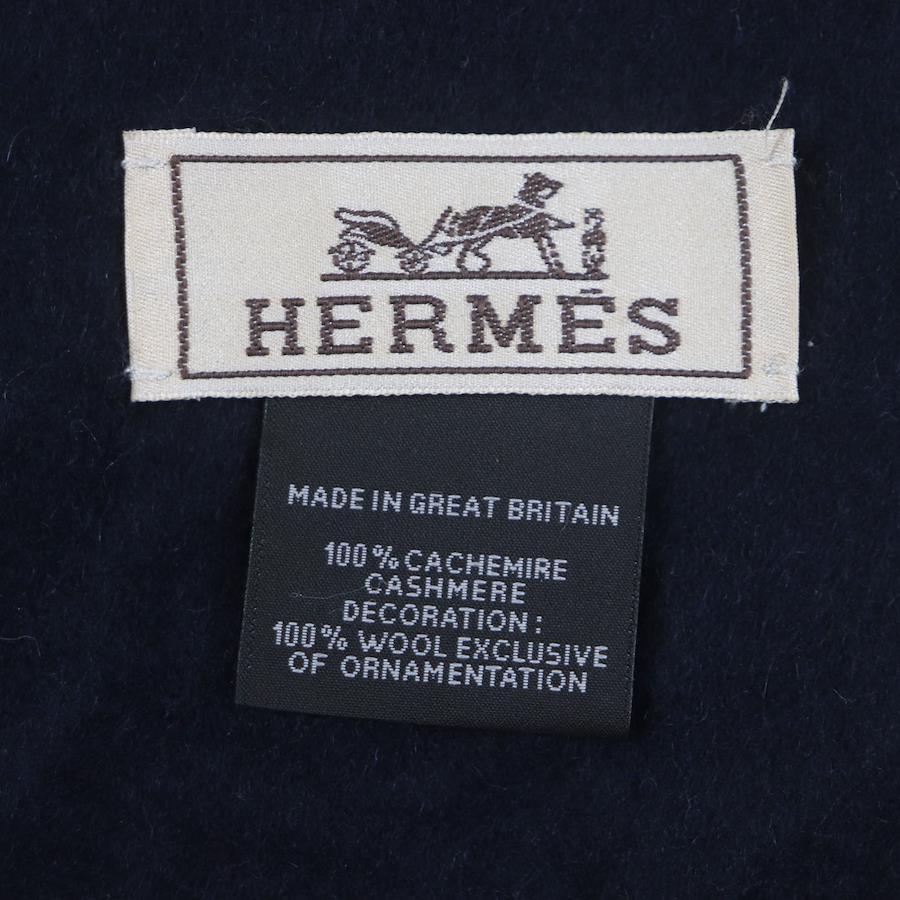 HERMÈS
MADE IN GREAT BRITAIN
100% CACHEMIRE
CASHMERE
DECORATION:
100% WOOL EXCLUSIVE
OF ORNAMENTATION